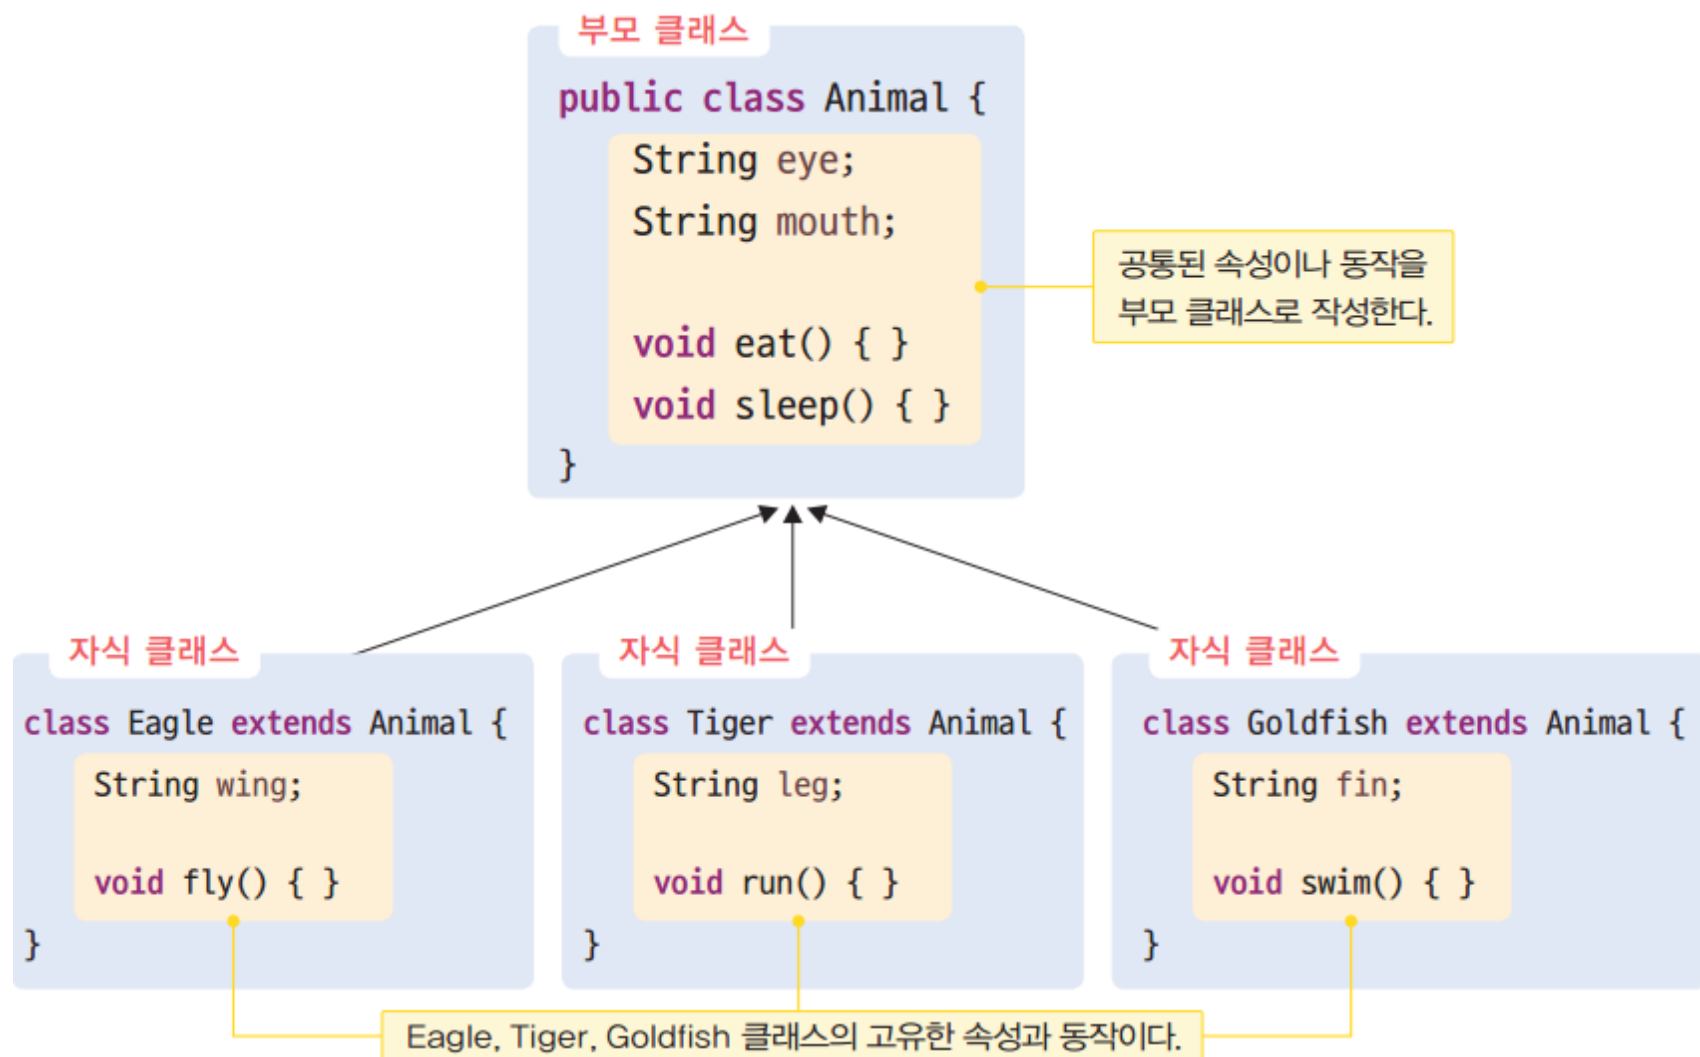 부모 클래스
public class Animal {
String eye;
String mouth;
void eat() { }
void sleep() { }
}
공통된 속성이나 동작을
부모 클래스로 작성한다.
자식 클래스
class Eagle extends Animal {
String wing;
void fly() { }
}
자식 클래스
class Tiger extends Animal {
String leg;
void run() { }
}
자식 클래스
class Goldfish extends Animal {
String fin;
void swim() { }
}
Eagle, Tiger, Goldfish 클래스의 고유한 속성과 동작이다.